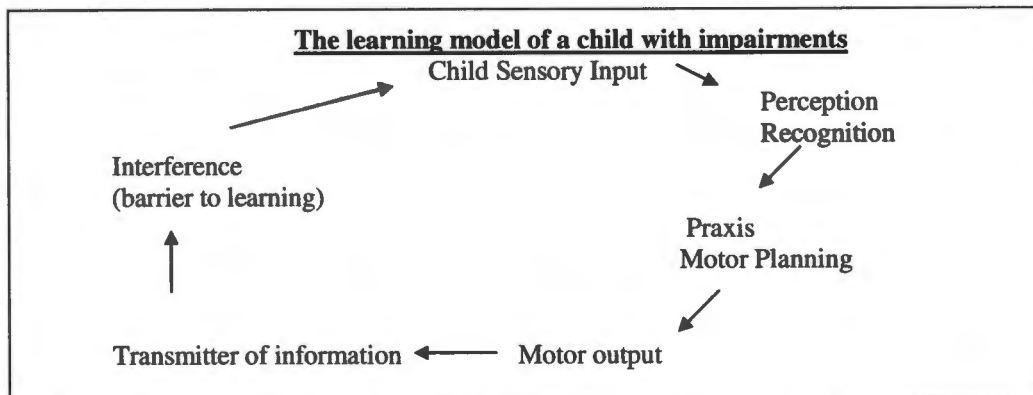 The learning model of a child with impairments
Child Sensory Input
Perception
Recognition
Interference
(barrier to learning)
Praxis
Motor Planning
Transmitter of information
Motor output